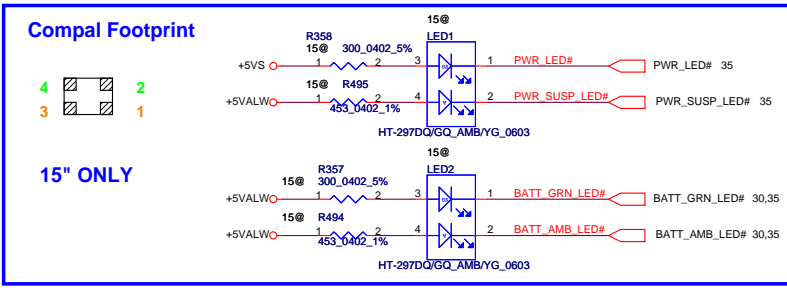 Compal Footprint
4 2
3 1
15" ONLY
15@
R358 LED1
15@ 300_0402_5%
+5VS 1 2 3 1 PWR_LED# PWR_LED# 35
15@ R495
+5VALW 1 2 4 2 PWR_SUSP_LED# PWR_SUSP_LED# 35
453_0402_1%
HT-297DQ/GQ_AMB/YG_0603
15@
R357 LED2
15@ 300_0402_5%
+5VALW 1 2 3 1 BATT_GRN_LED# BATT_GRN_LED# 30,35
15@ R494
+5VALW 1 2 4 2 BATT_AMB_LED# BATT_AMB_LED# 30,35
453_0402_1%
HT-297DQ/GQ_AMB/YG_0603